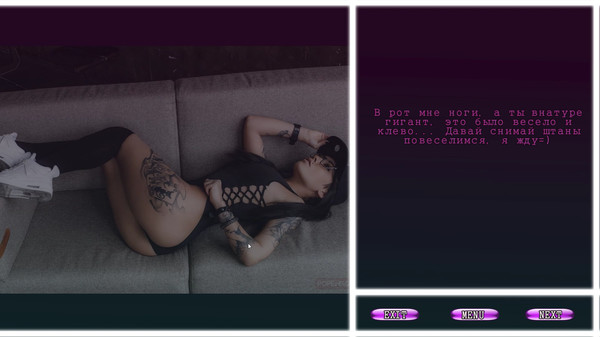 В рот мне ноги, а ты внатуре
гигант, это было весело и
клево... Давай снимай штаны
повеселимся, я жду=)
EXIT
MENU
NEXT